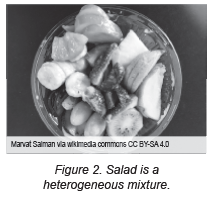 Marvat Salman via wikimedia commons CC BY-SA 4.0
Figure 2. Salad is a
heterogeneous mixture.